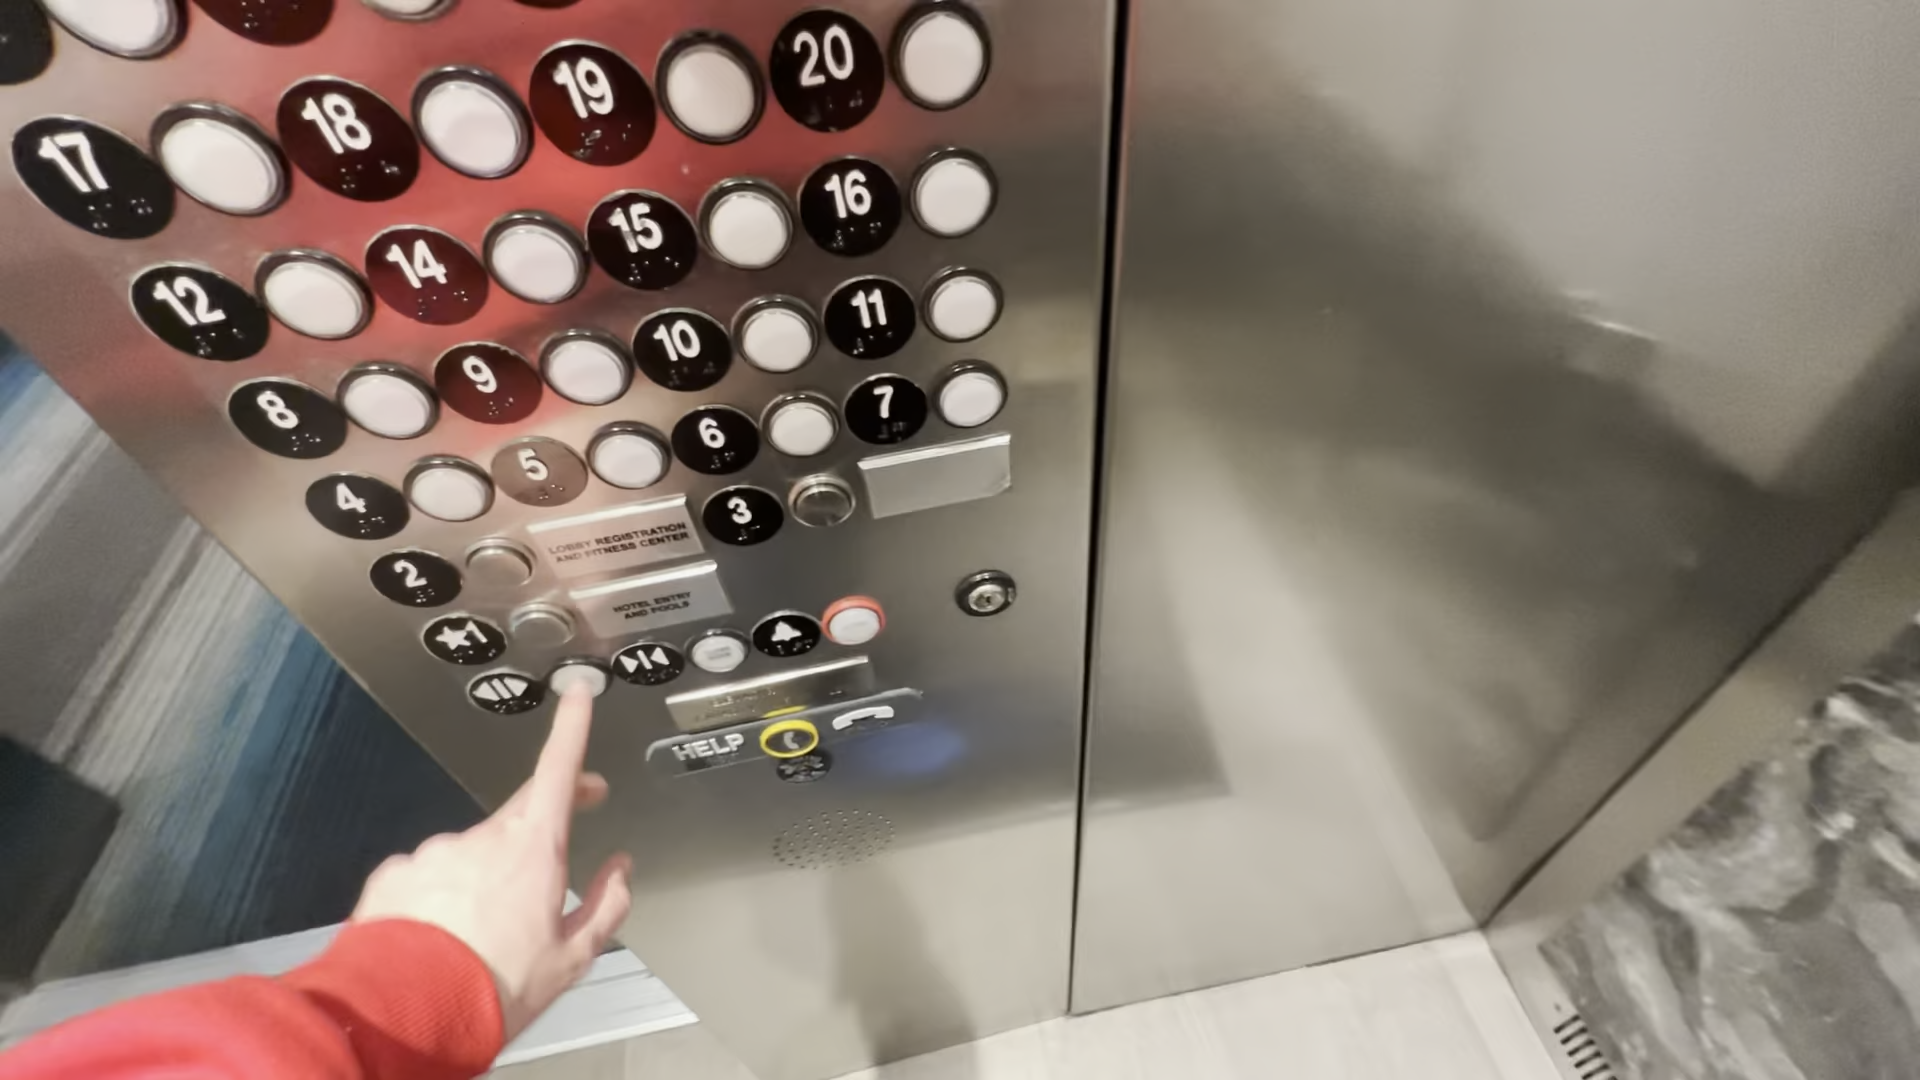 17 18 19 20
12 14 15 16
8 9 10 11
4 5 6 7
2 LOBBY REGISTRATION
AND FITNESS CENTER
3
★1 HOTEL ENTRY
AND POOLS
HELP